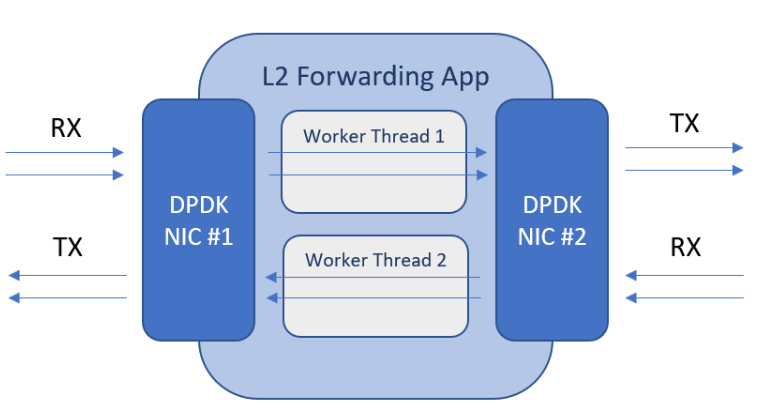 L2 Forwarding App
RX
Worker Thread 1
TX
DPDK
NIC #1
DPDK
NIC #2
TX
Worker Thread 2
RX